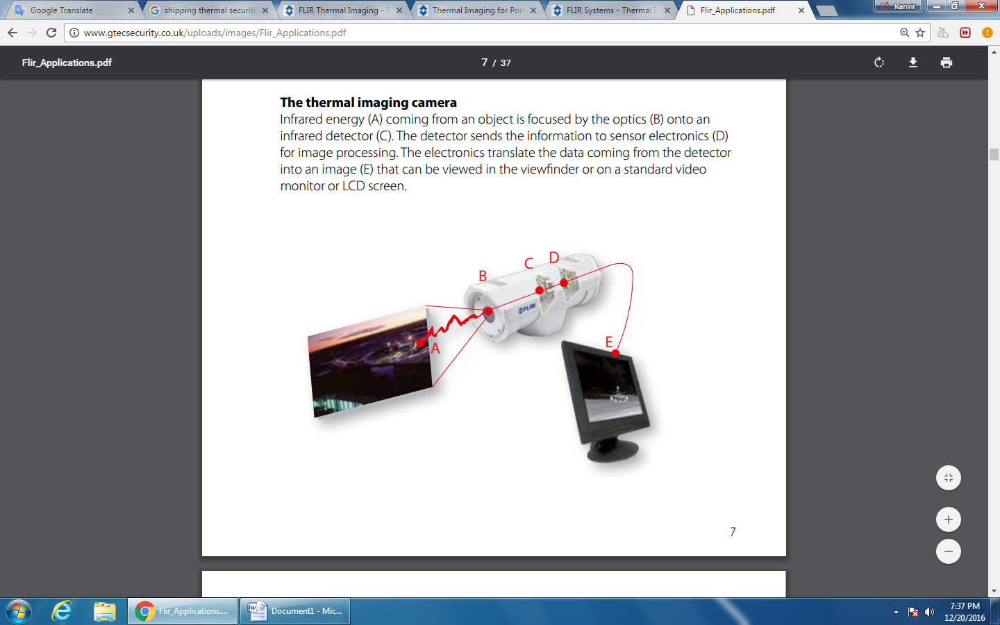 Google Translate
shipping thermal securit
FLIR Thermal Imaging -
Thermal Imaging for Por
FLIR Systems - Thermal I
Flir_Applications.pdf
Ranvir
www.gtecsecurity.co.uk/uploads/images/Flir_Applications.pdf
You
Flir_Applications.pdf
7 / 37
The thermal imaging camera
Infrared energy (A) coming from an object is focused by the optics (B) onto an
infrared detector (C). The detector sends the information to sensor electronics (D)
for image processing. The electronics translate the data coming from the detector
into an image (E) that can be viewed in the viewfinder or on a standard video
monitor or LCD screen.
D
C
B
FLIR
E
A
7
Flir_Applications....
Document1 - Mic...
7:37 PM
12/20/2016